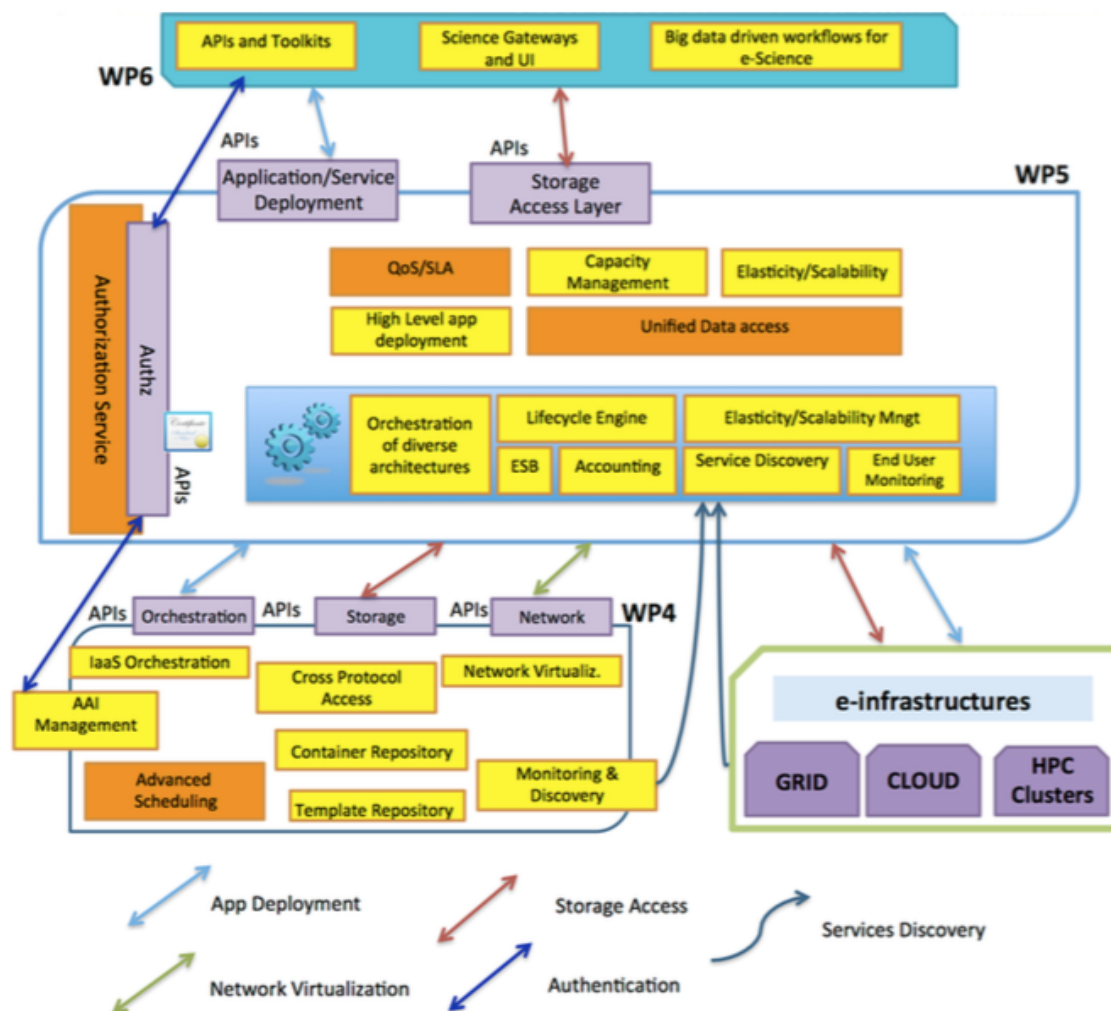 APIs and Toolkits
Science Gateways
and UI
Big data driven workflows for
e-Science
WP6
APIs
APIs
Application/Service
Deployment
Storage
Access Layer
WP5
Authorization Service
Authz
APIs
Certificate
QoS/SLA
Capacity
Management
Elasticity/Scalability
High Level app
deployment
Unified Data access
Orchestration
of diverse
architectures
Lifecycle Engine
Elasticity/Scalability Mngt
ESB
Accounting
Service Discovery
End User
Monitoring
APIs
Orchestration
APIs
Storage
APIs
Network
WP4
IaaS Orchestration
Cross Protocol
Access
Network Virtualiz.
AAI
Management
Container Repository
Advanced
Scheduling
Template Repository
Monitoring &
Discovery
e-infrastructures
GRID
CLOUD
HPC
Clusters
App Deployment
Storage Access
Services Discovery
Network Virtualization
Authentication